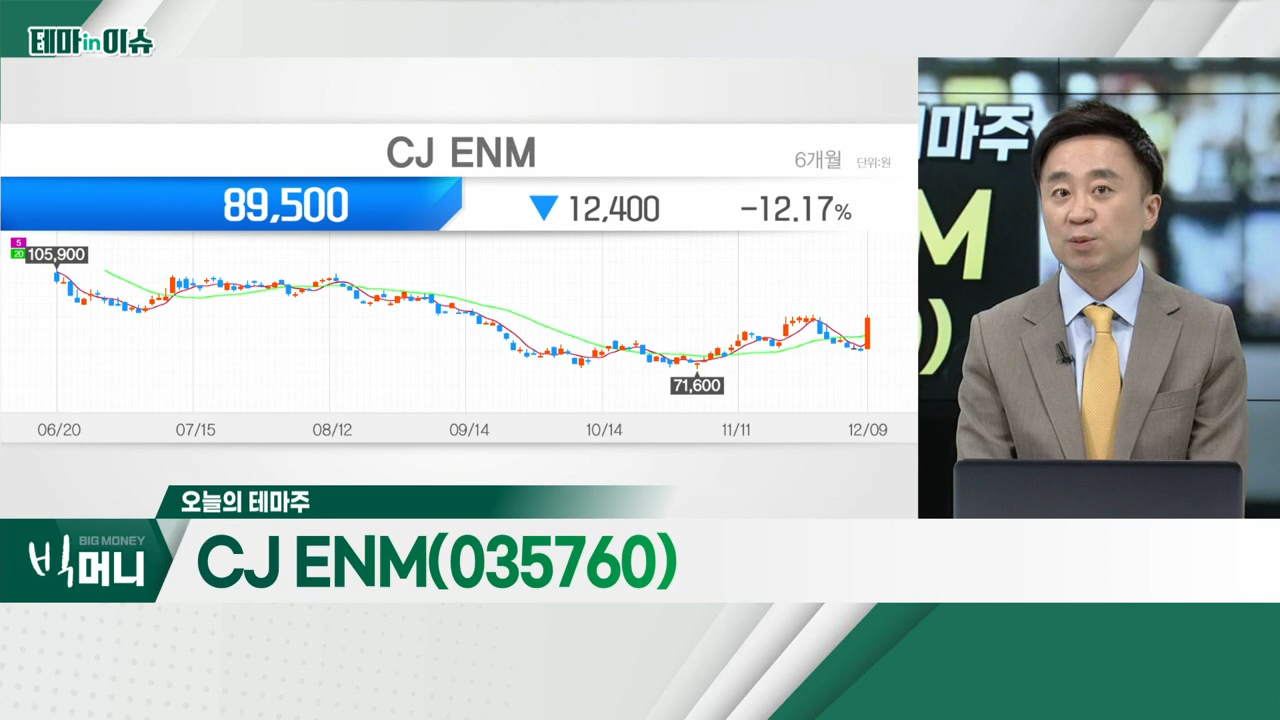 테마in이슈
CJ ENM
6개월 단위:원
89,500 ▼ 12,400 -12.17%
5
20
105,900
71,600
06/20 07/15 08/12 09/14 10/14 11/11 12/09
마주
M
)
오늘의 테마주
BIG MONEY
빅머니
CJ ENM(035760)